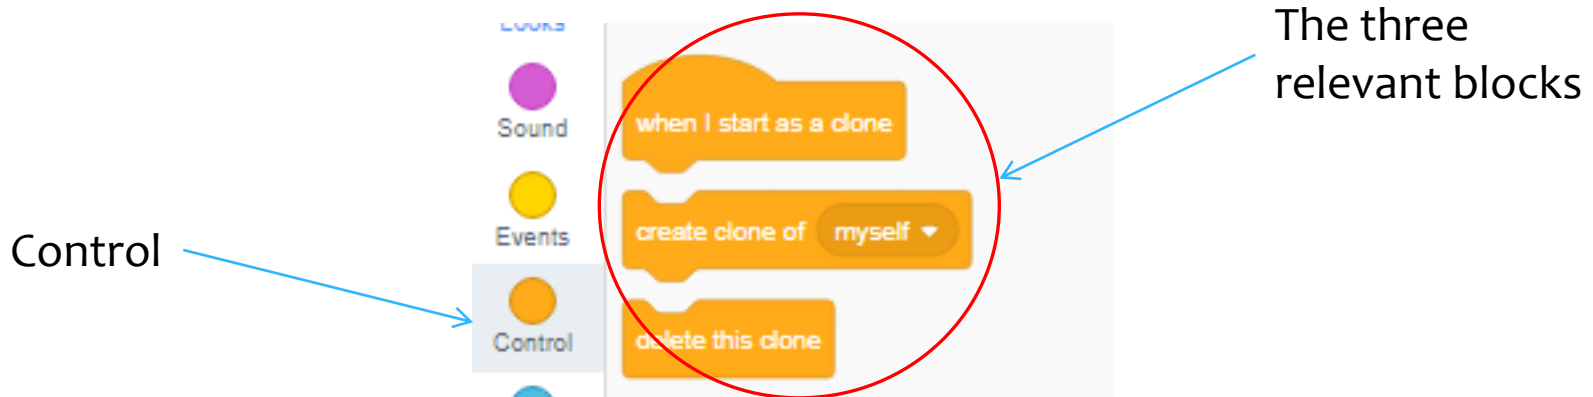 The three
relevant blocks
Looks
Sound
when I start as a clone
Events
create clone of myself
Control
Control
delete this clone